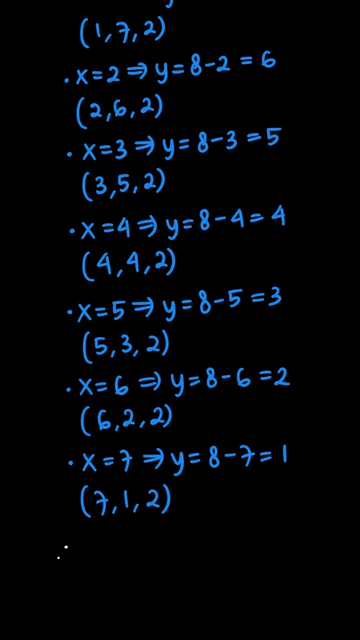 (1,7,2)
• x=2 ⇒ y=8-2 = 6
(2,6,2)
• x=3 ⇒ y=8-3 =5
(3,5,2)
• x=4 ⇒ y=8-4= 4
(4,4,2)
• x=5 ⇒ y=8-5 =3
(5,3,2)
• x=6 ⇒ y=8-6 =2
(6,2,2)
• x=7 ⇒ y=8-7= 1
(7,1,2)